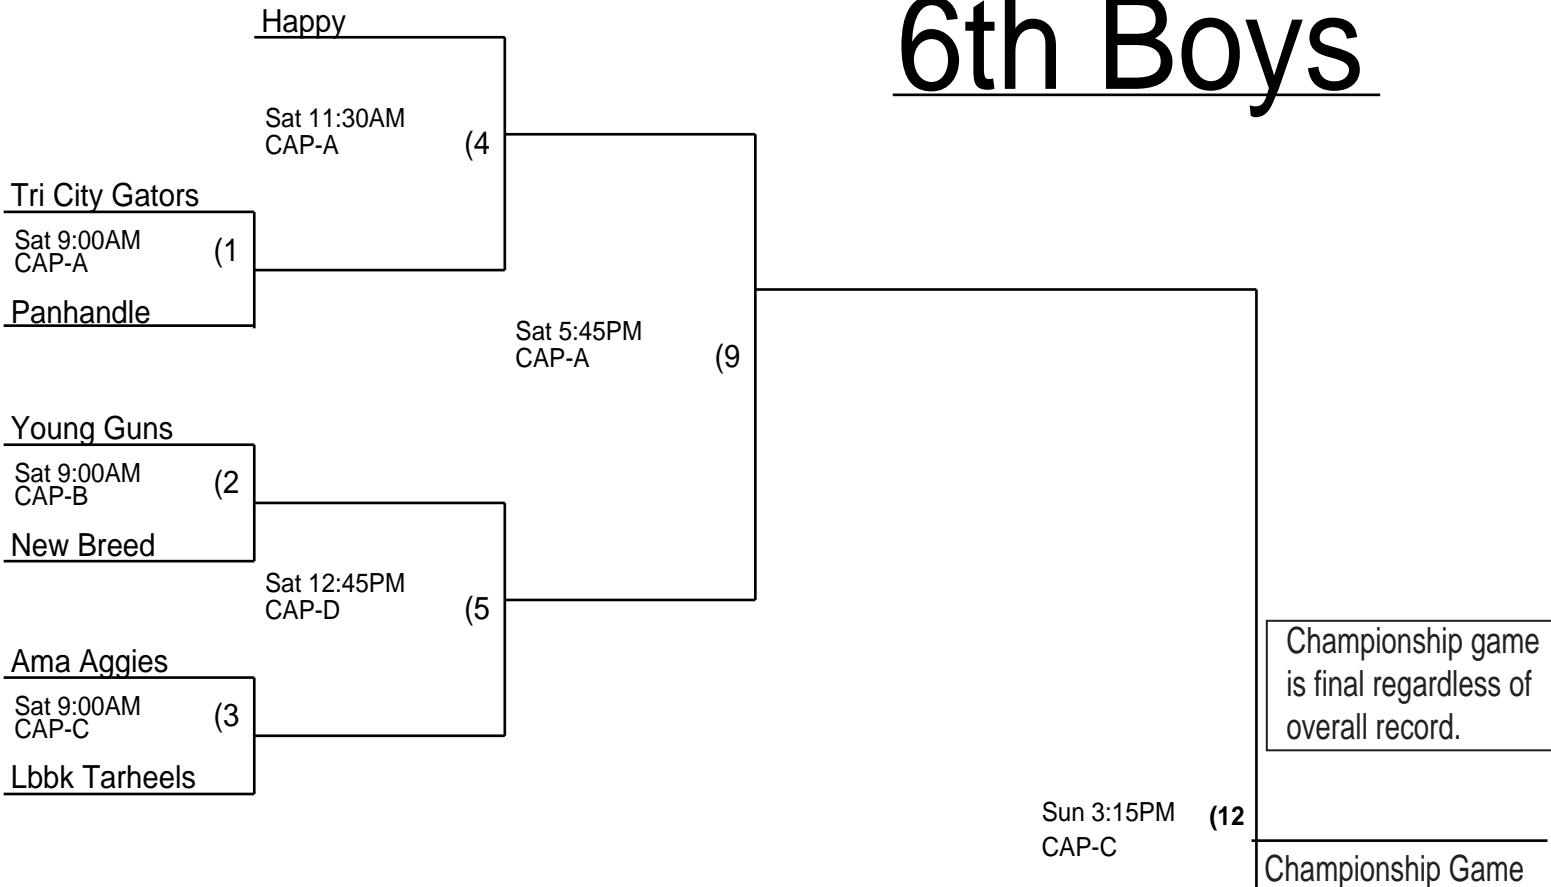 6th Boys
Happy
Sat 11:30AM
CAP-A
(4
Tri City Gators
Sat 9:00AM
CAP-A
(1
Panhandle
Sat 5:45PM
CAP-A
(9
Young Guns
Sat 9:00AM
CAP-B
(2
New Breed
Sat 12:45PM
CAP-D
(5
Ama Aggies
Sat 9:00AM
CAP-C
(3
Lbbk Tarheels
Championship game
is final regardless of
overall record.
Sun 3:15PM
CAP-C
(12
Championship Game